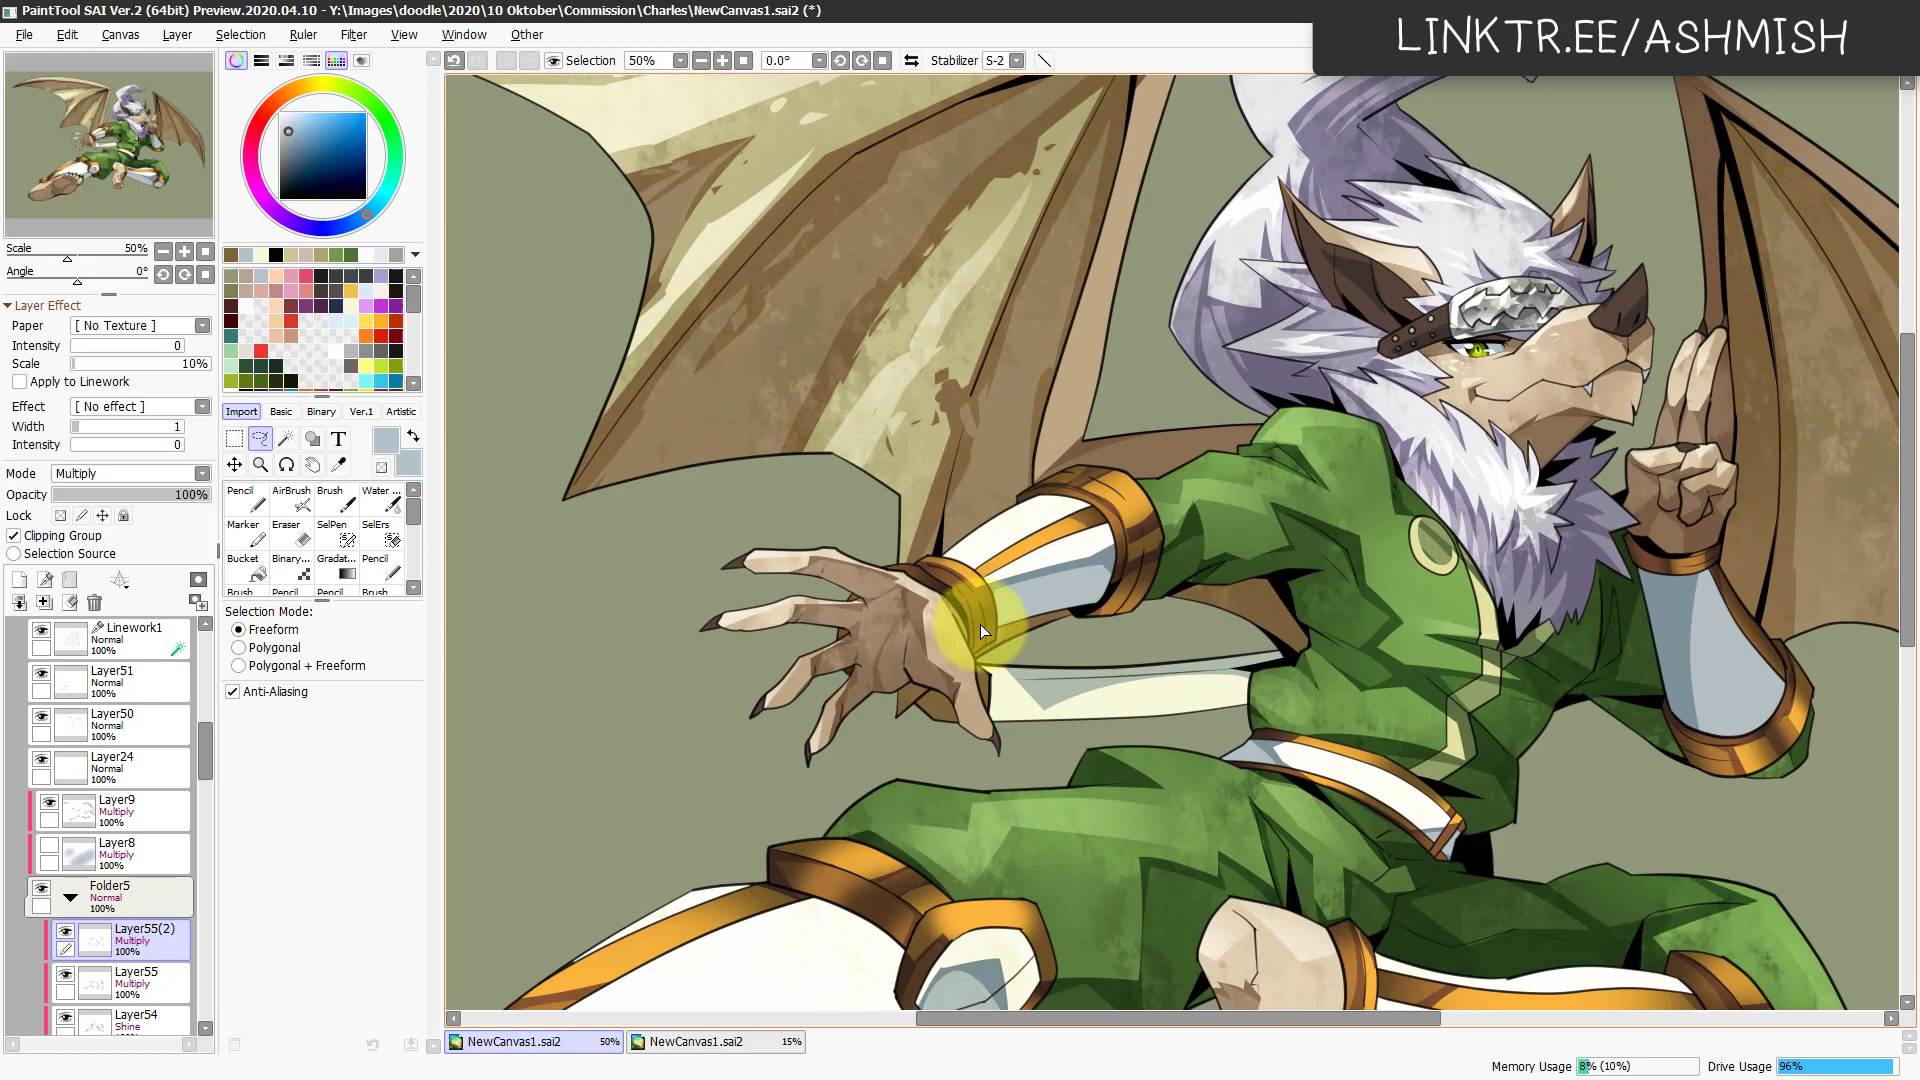 PaintTool SAI Ver.2 (64bit) Preview.2020.04.10 - Y:\Images\doodle\2020\10 Oktober\Commission\Charles\NewCanvas1.sai2 (*)
LINKTR.EE/ASHMISH
File Edit Canvas Layer Selection Ruler Filter View Window Other
Selection 50% 0.0° Stabilizer S-2
Scale 50%
Angle 0°
Layer Effect
Paper [ No Texture ]
Intensity 0
Scale 10%
Apply to Linework
Effect [ No effect ]
Width 1
Intensity 0
Mode Multiply
Opacity 100%
Lock
Clipping Group
Selection Source
Linework1
Normal
100%
Layer51
Normal
100%
Layer50
Normal
100%
Layer24
Normal
100%
Layer9
Multiply
100%
Layer8
Multiply
100%
Folder5
Normal
100%
Layer55(2)
Multiply
100%
Layer55
Multiply
100%
Layer54
Shine
Import Basic Binary Ver.1 Artistic
T
Pencil AirBrush Brush Water ...
Marker Eraser SelPen SelErs
Bucket Binary... Gradat... Pencil
Brush Pencil Pencil Brush
Selection Mode:
Freeform
Polygonal
Polygonal + Freeform
Anti-Aliasing
NewCanvas1.sai2 50% NewCanvas1.sai2 15%
Memory Usage 8% (10%) Drive Usage 96%